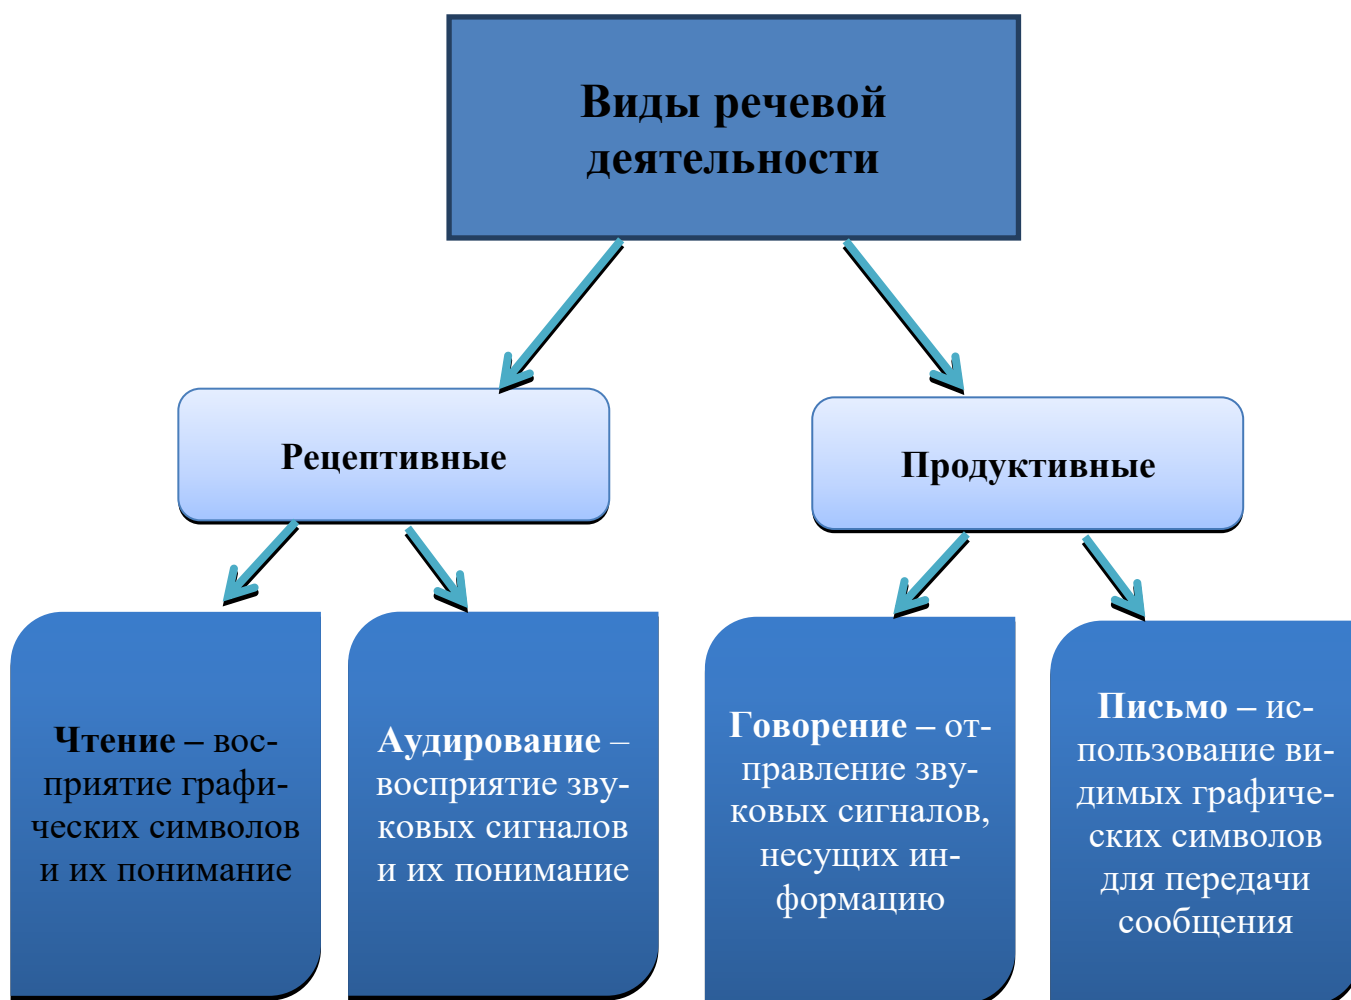 Виды речевой
деятельности
Рецептивные
Продуктивные
Чтение – вос-
приятие графи-
ческих символов
и их понимание
Аудирование –
восприятие зву-
ковых сигналов
и их понимание
Говорение – от-
правление зву-
ковых сигналов,
несущих ин-
формацию
Письмо – ис-
пользование ви-
димых графиче-
ских символов
для передачи
сообщения